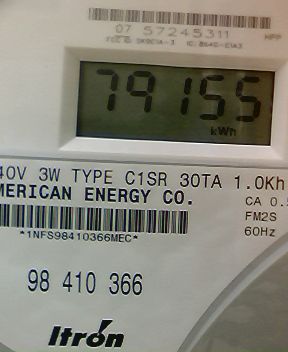 07 57245311
MFP
79155
kWh
40V 3W TYPE C1SR 30TA 1.0Kh
MERICAN ENERGY CO.
CA 0.5
FM2S
60Hz
*1NFS98410366MEC*
98 410 366
Itron